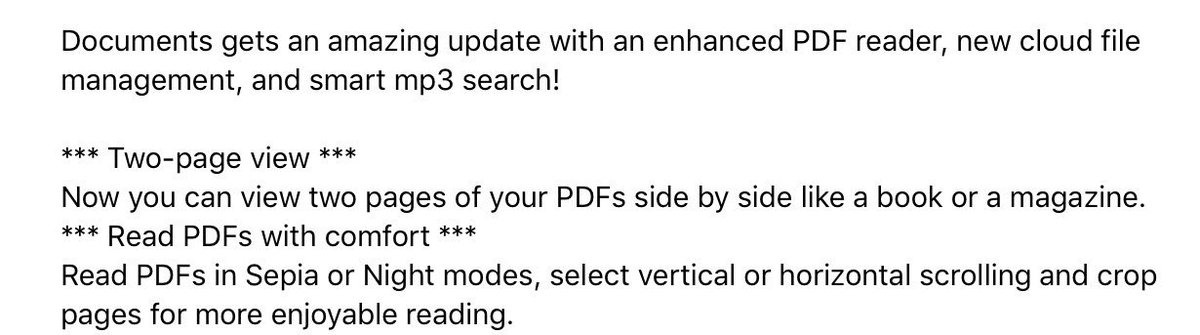 Documents gets an amazing update with an enhanced PDF reader, new cloud file
management, and smart mp3 search!
*** Two-page view ***
Now you can view two pages of your PDFs side by side like a book or a magazine.
*** Read PDFs with comfort ***
Read PDFs in Sepia or Night modes, select vertical or horizontal scrolling and crop
pages for more enjoyable reading.